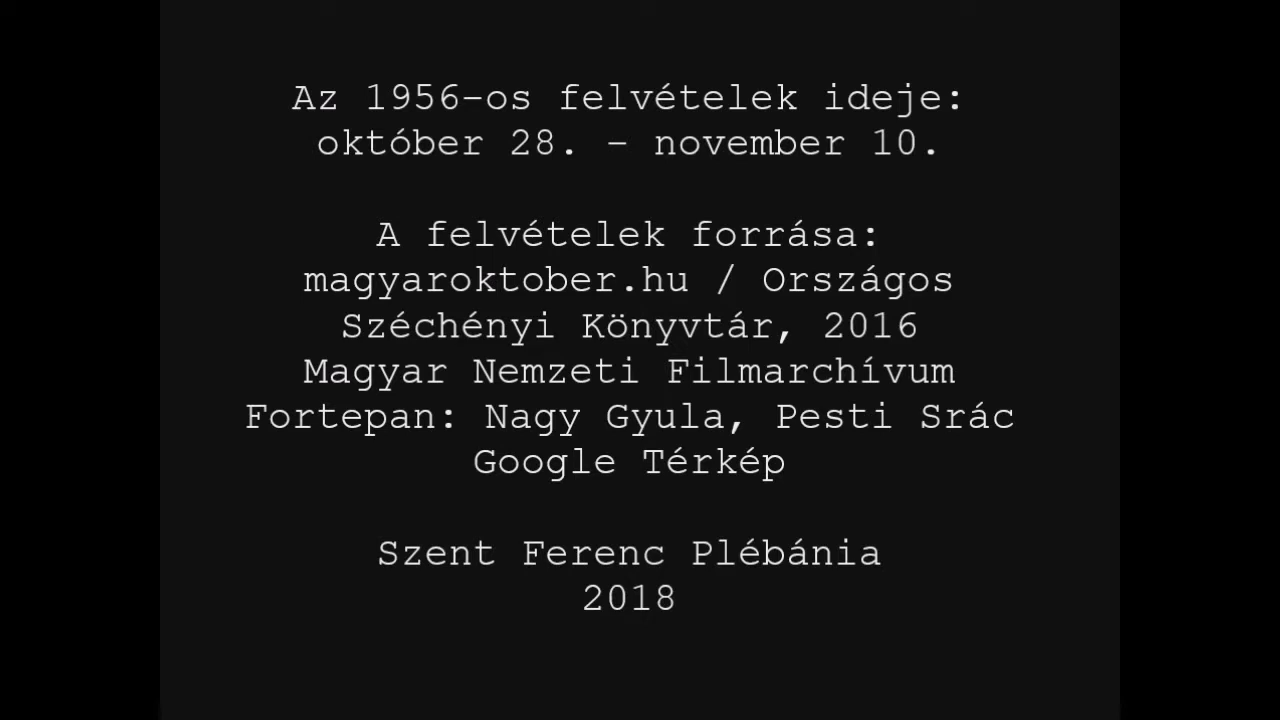 Az 1956-os felvételek ideje:
október 28. - november 10.
A felvételek forrása:
magyaroktober.hu / Országos
Széchényi Könyvtár, 2016
Magyar Nemzeti Filmarchívum
Fortepan: Nagy Gyula, Pesti Srác
Google Térkép
Szent Ferenc Plébánia
2018